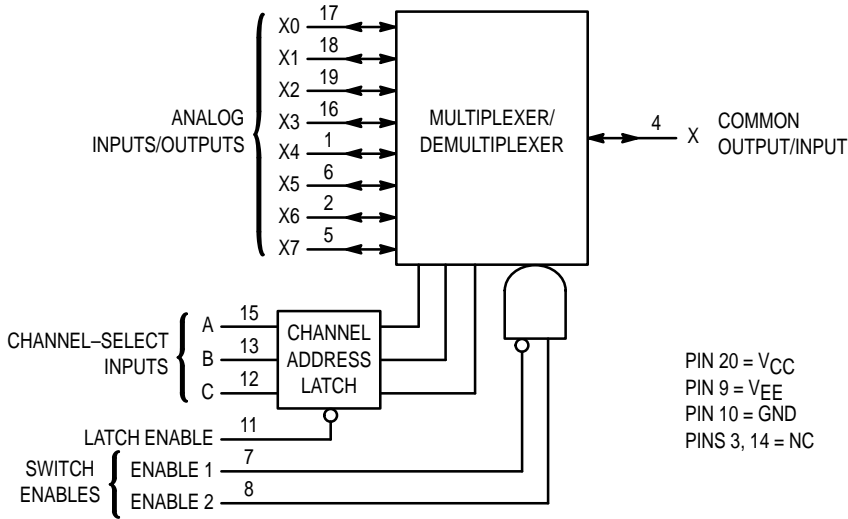 X0 17
X1 18
X2 19
X3 16
X4 1
X5 6
X6 2
X7 5
ANALOG
INPUTS/OUTPUTS
MULTIPLEXER/
DEMULTIPLEXER
4 X
COMMON
OUTPUT/INPUT
CHANNEL–SELECT
INPUTS
A 15
B 13
C 12
CHANNEL
ADDRESS
LATCH
LATCH ENABLE 11
SWITCH
ENABLES
ENABLE 1 7
ENABLE 2 8
PIN 20 = VCC
PIN 9 = VEE
PIN 10 = GND
PINS 3, 14 = NC